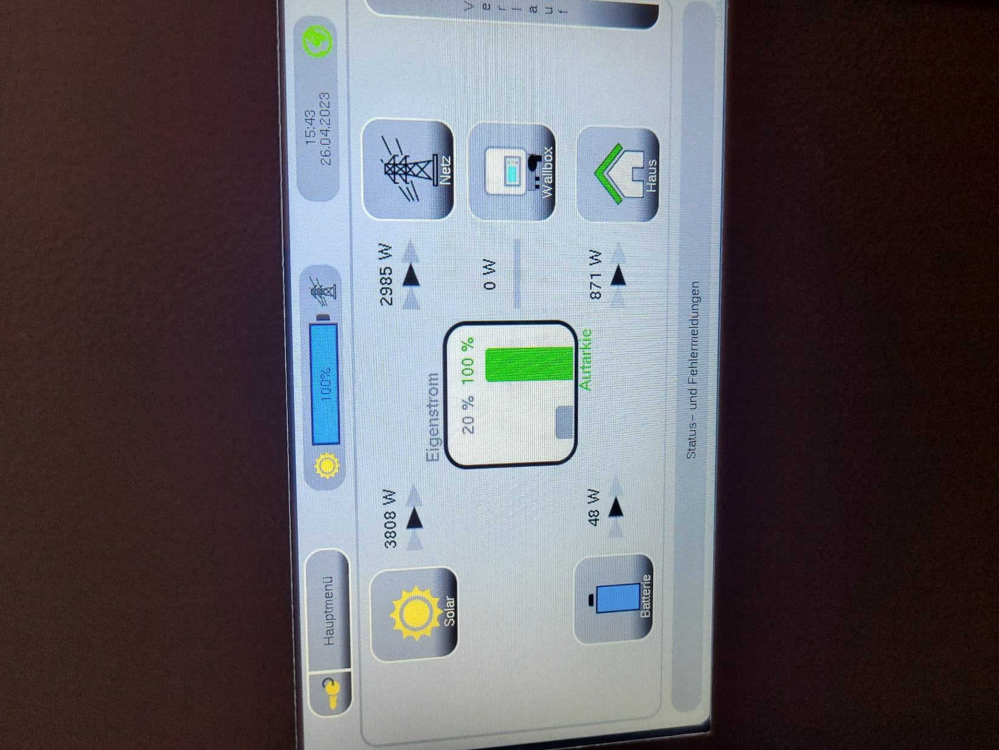 Hauptmenü
100%
15:43
26.04.2023
3808 W
2985 W
Solar
Netz
Eigenstrom
20 % 100 %
Autarkie
0 W
Wallbox
48 W
871 W
Batterie
Haus
Verlauf
Status- und Fehlermeldungen